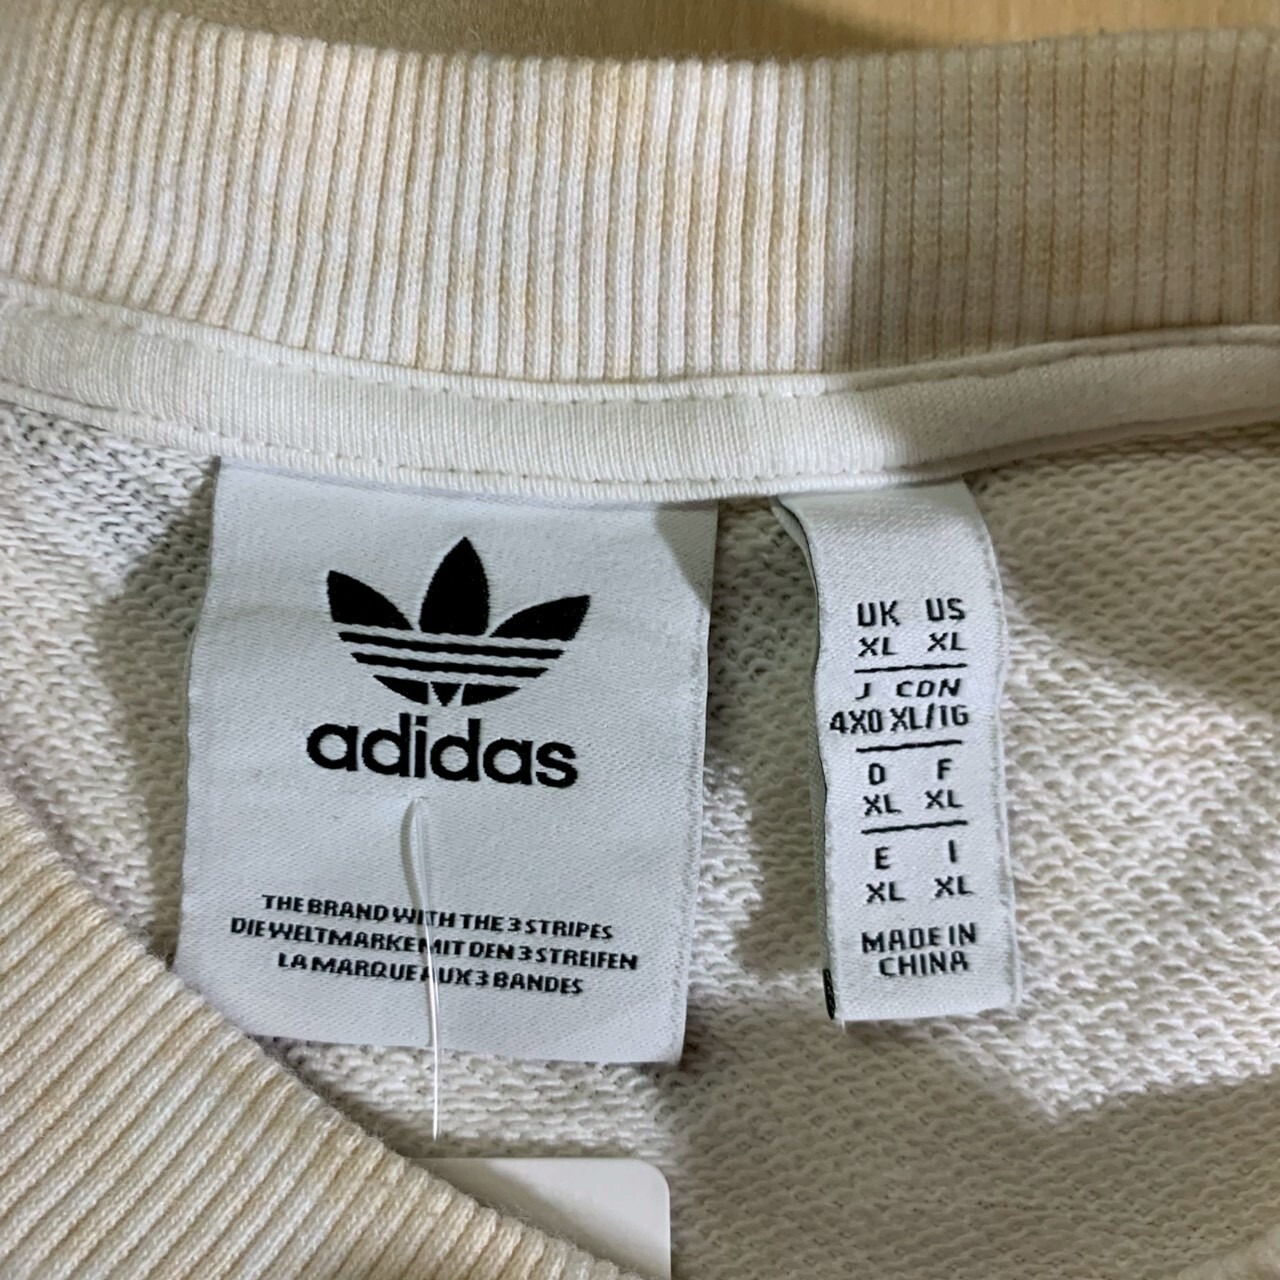 adidas
THE BRAND WITH THE 3 STRIPES
DIE WELTMARKE MIT DEN 3 STREIFEN
LA MARQUE AUX 3 BANDES
UK US
XL XL
J CDN
4XO XL/TG
D F
XL XL
E I
XL XL
MADE IN
CHINA